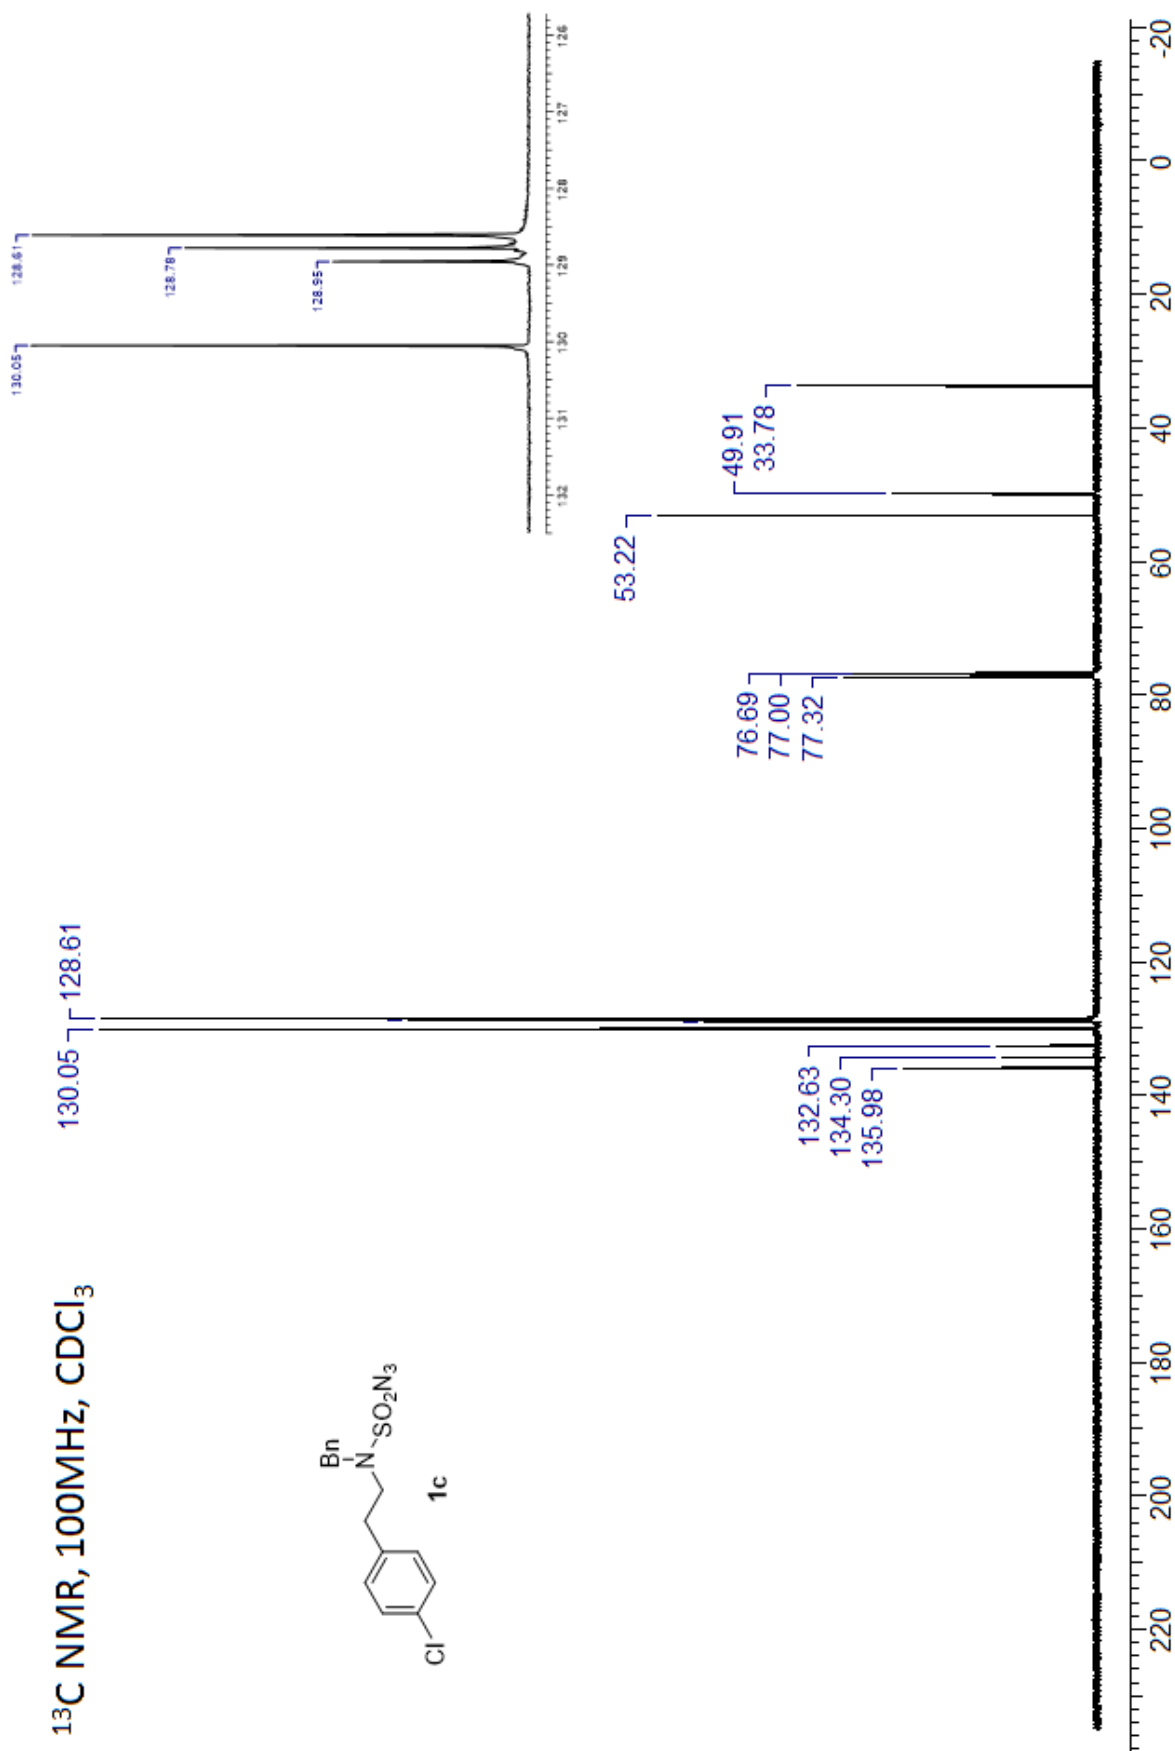 ¹³C NMR, 100MHz, CDCl₃
130.05
128.61
132.63
134.30
135.98
76.69
77.00
77.32
53.22
49.91
33.78
130.05
128.95
128.78
128.61
132 131 130 129 128 127 126
Bn
N
SO₂N₃
Cl
1c
220 200 180 160 140 120 100 80 60 40 20 0 -20